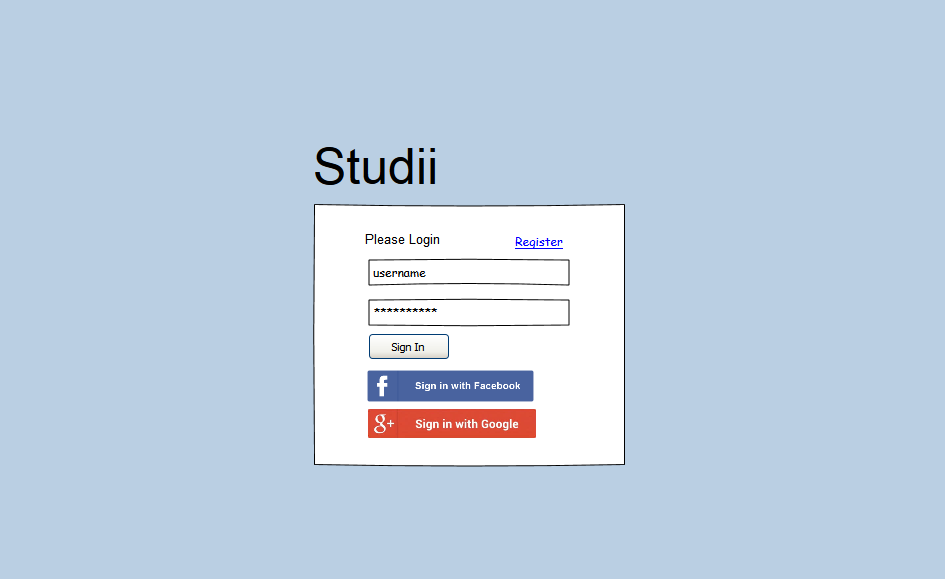 Studii
Please Login
Register
username
**********
Sign In
f Sign in with Facebook
g+ Sign in with Google